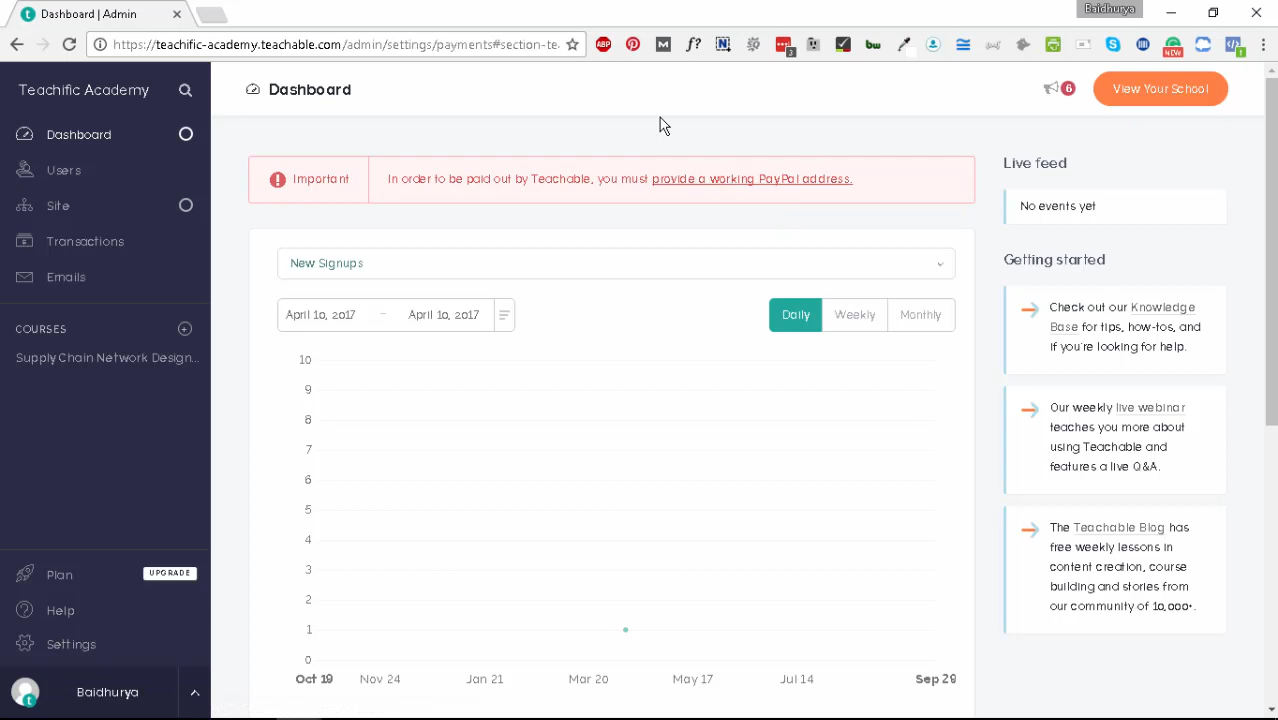 Dashboard | Admin
Baidhurya
https://teachific-academy.teachable.com/admin/settings/payments#section-te.
ABP
M
f?
N
3
bw
NEW
1
Teachific Academy
Dashboard
Users
Site
Transactions
Emails
COURSES
Supply Chain Network Design...
Plan
UPGRADE
Help
Settings
Baidhurya
Dashboard
6
View Your School
Important
In order to be paid out by Teachable, you must provide a working PayPal address.
New Signups
April 10, 2017 – April 10, 2017
Daily
Weekly
Monthly
10
9
8
7
6
5
4
3
2
1
0
Oct 19
Nov 24
Jan 21
Mar 20
May 17
Jul 14
Sep 29
Live feed
No events yet
Getting started
Check out our Knowledge
Base for tips, how-tos, and
if you're looking for help.
Our weekly live webinar
teaches you more about
using Teachable and
features a live Q&A.
The Teachable Blog has
free weekly lessons in
content creation, course
building and stories from
our community of 10,000+.